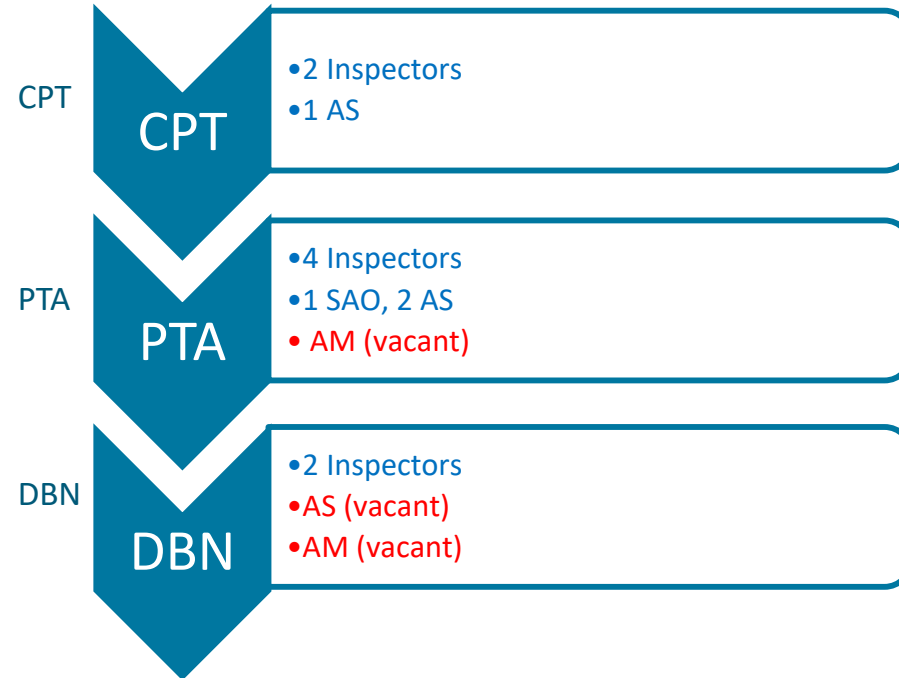 CPT
CPT
•2 Inspectors
•1 AS
PTA
PTA
•4 Inspectors
•1 SAO, 2 AS
• AM (vacant)
DBN
DBN
•2 Inspectors
•AS (vacant)
•AM (vacant)